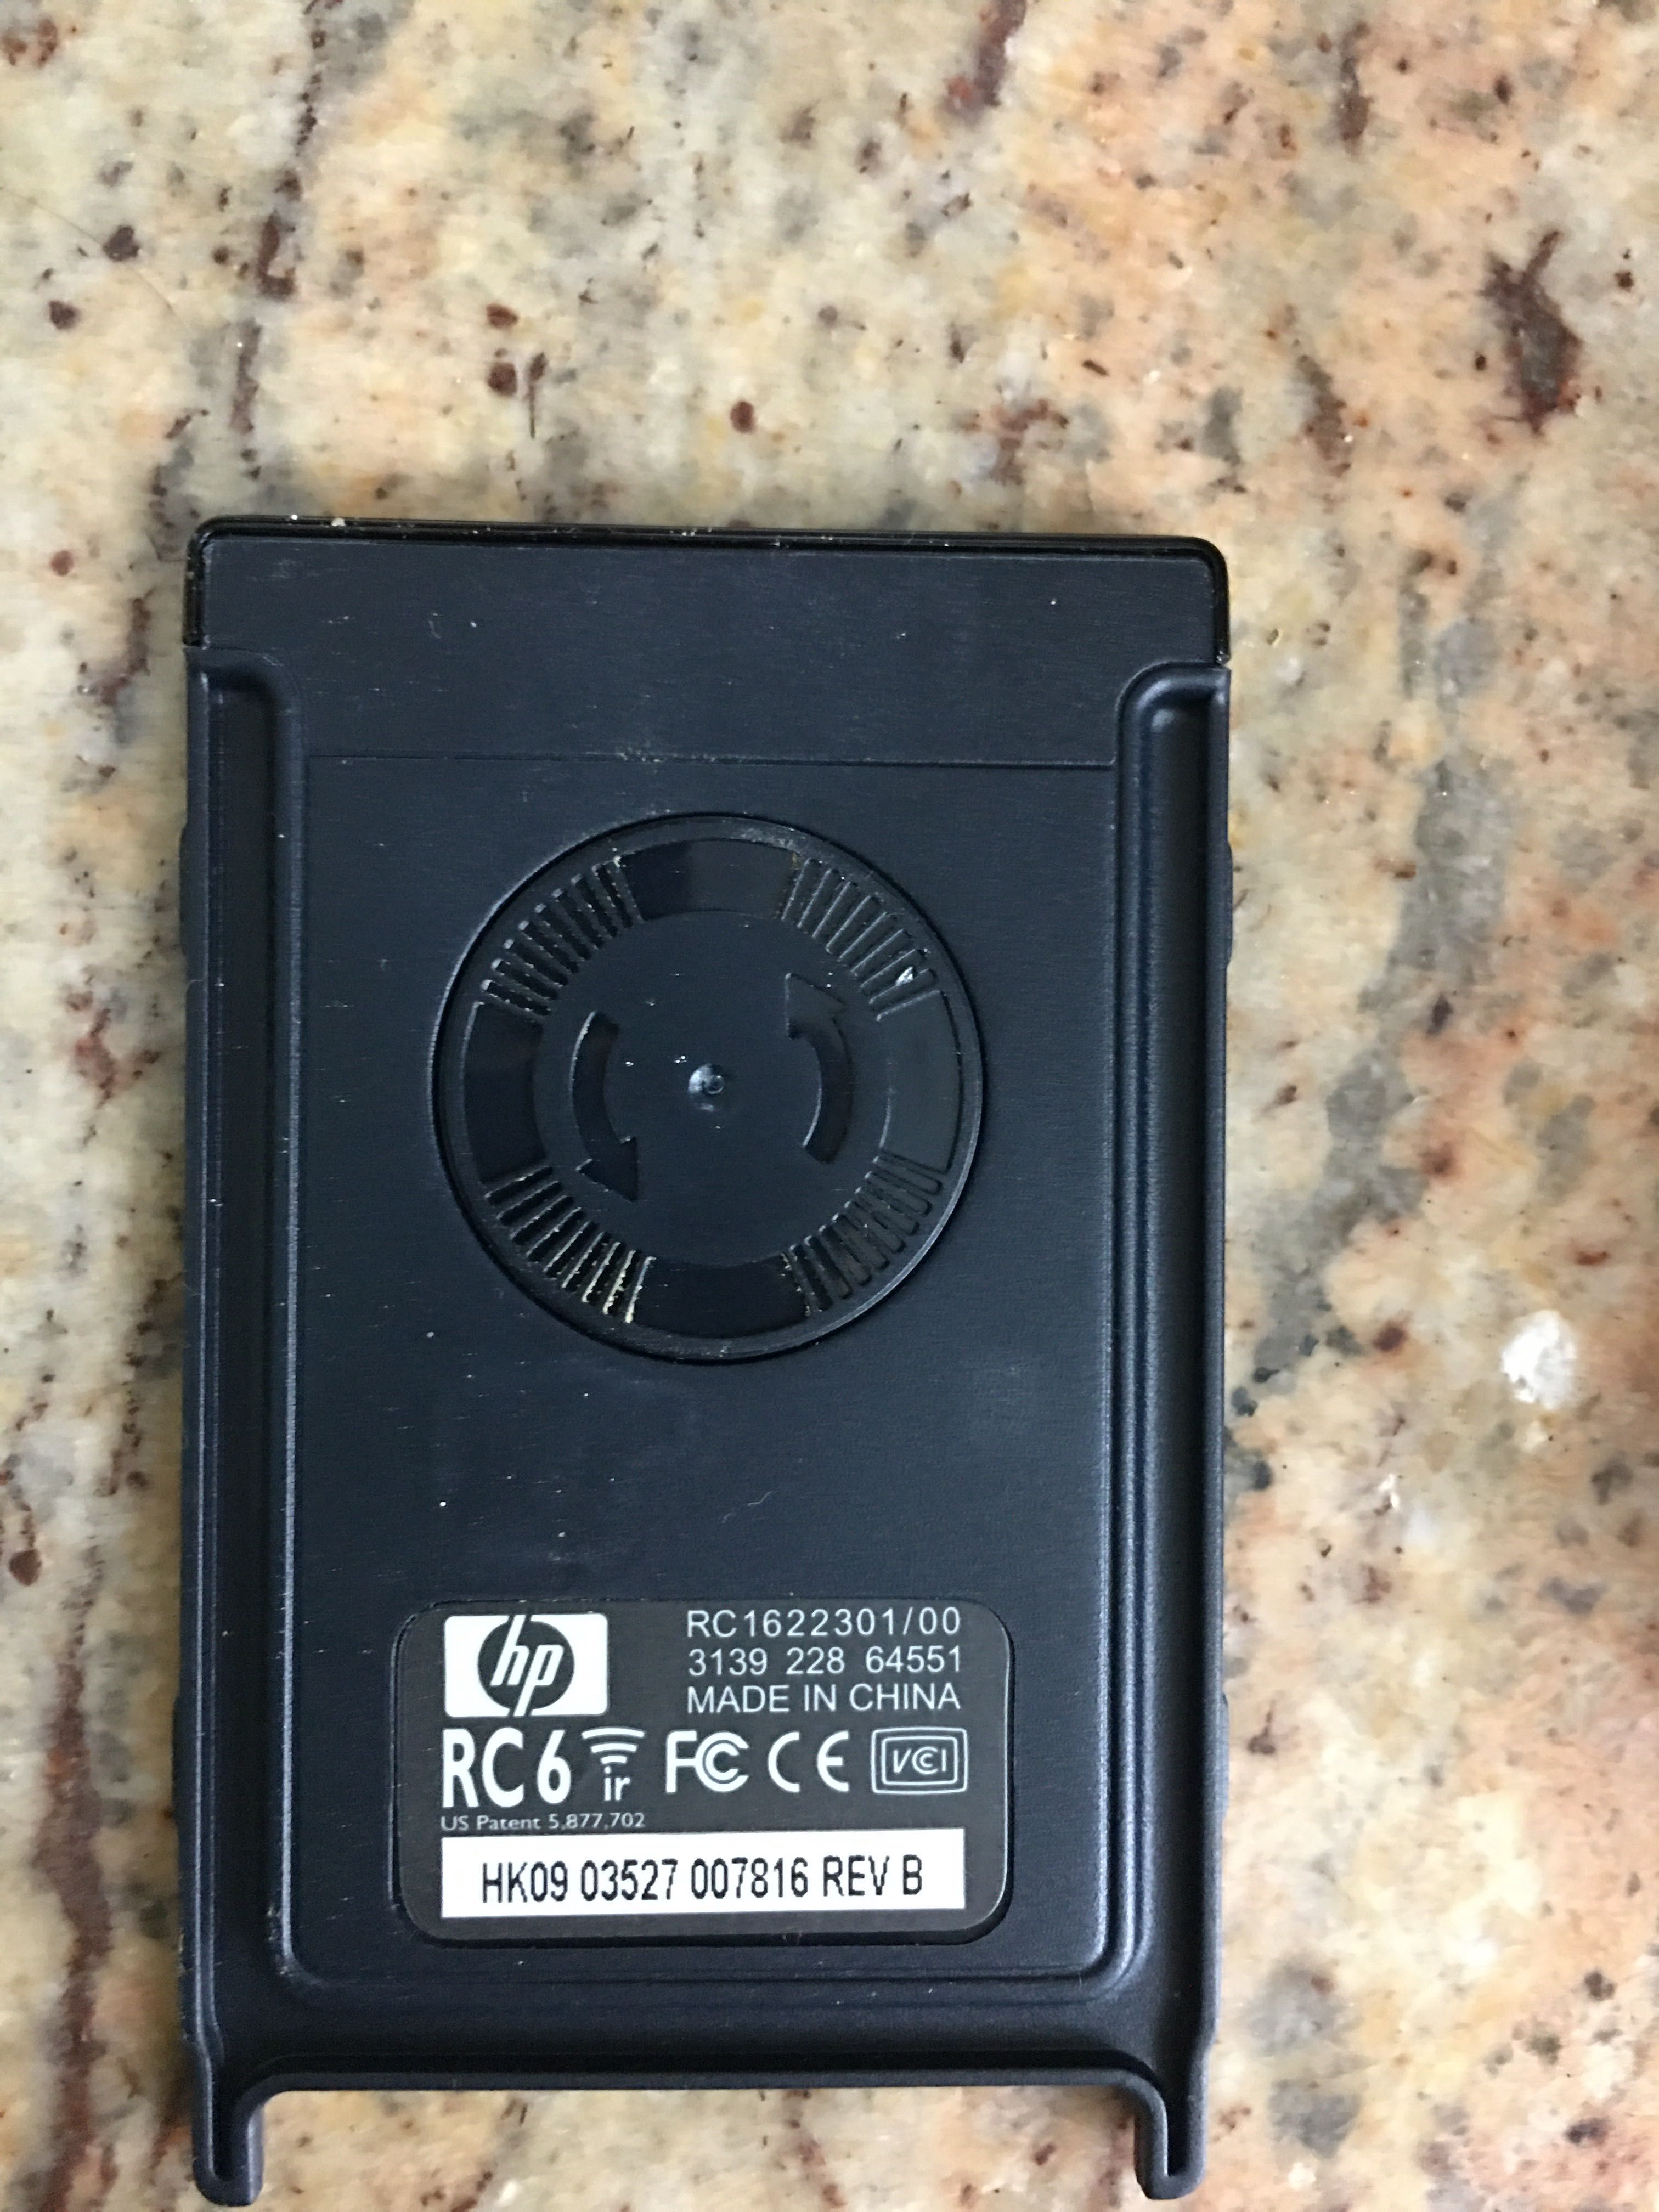 hp
RC1622301/00
3139 228 64551
MADE IN CHINA
RC6 ir FC CE VCCI
US Patent 5,877,702
HK09 03527 007816 REV B